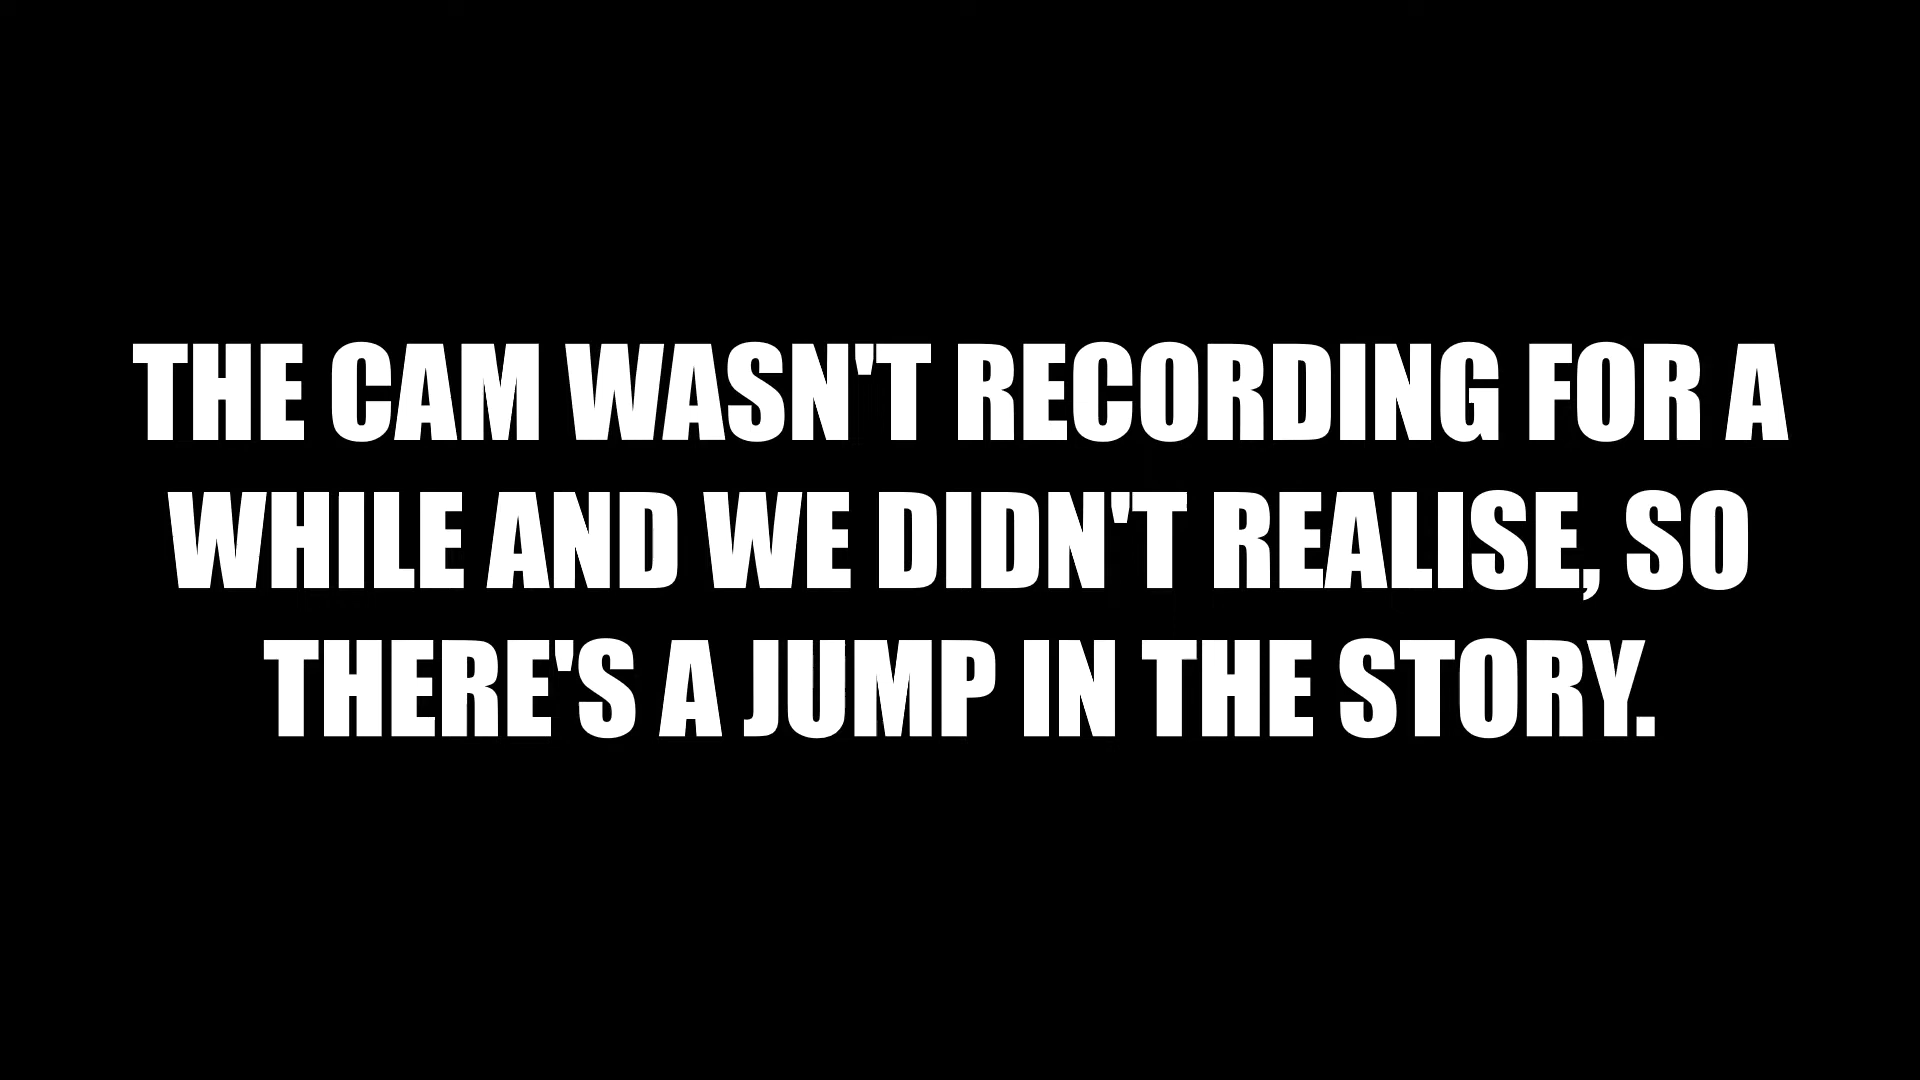 THE CAM WASN'T RECORDING FOR A
WHILE AND WE DIDN'T REALISE, SO
THERE'S A JUMP IN THE STORY.